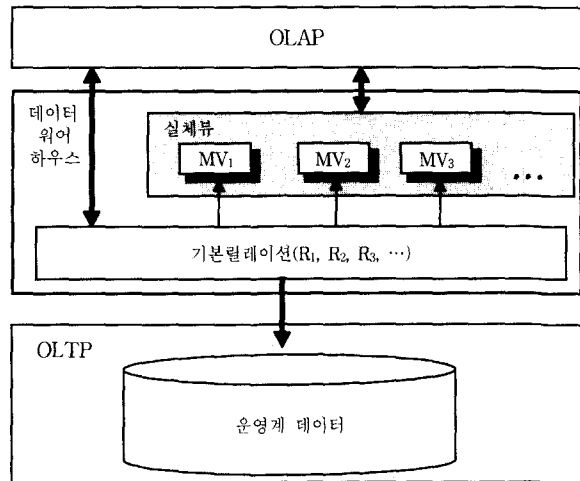 OLAP
데이터
워어
하우스
실체뷰
MV₁
MV₂
MV₃
...
기본릴레이션(R₁, R₂, R₃, …)
OLTP
운영계 데이터